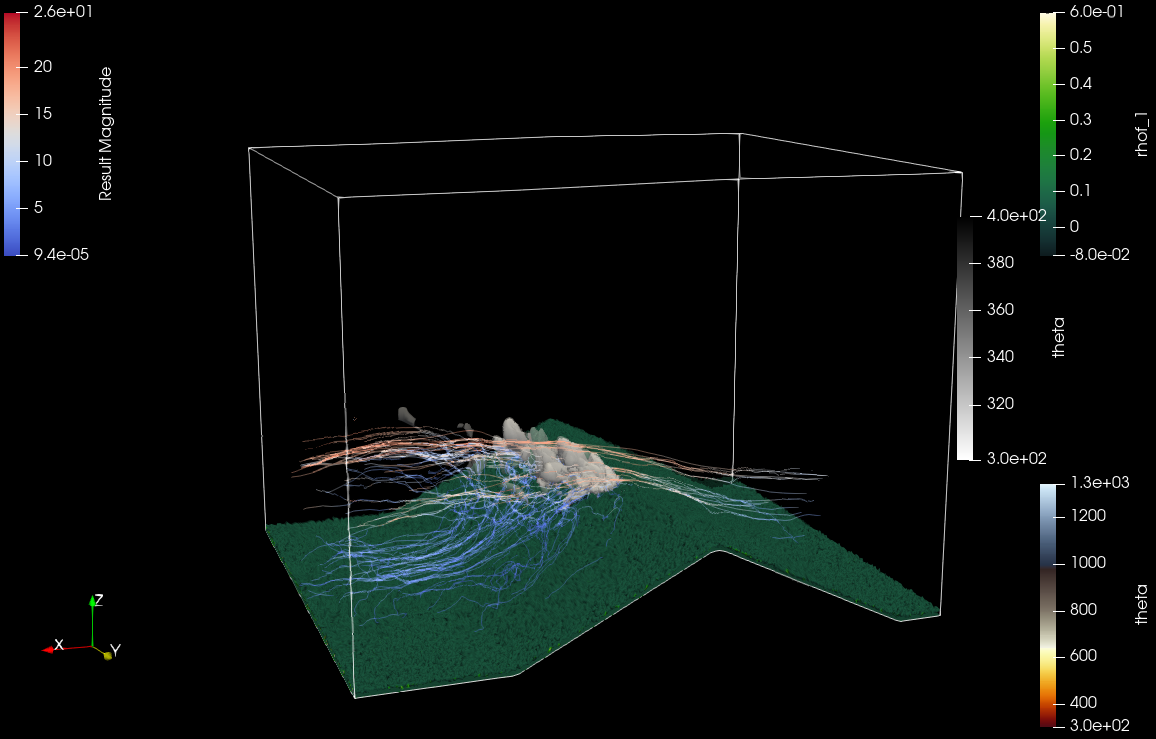 2.6e+01
20
15
10
5
9.4e-05
Result Magnitude
6.0e-01
0.5
0.4
0.3
0.2
0.1
0
-8.0e-02
rhof_1
4.0e+02
380
360
340
320
3.0e+02
theta
1.3e+03
1200
1000
800
600
400
3.0e+02
theta
Z
X
Y